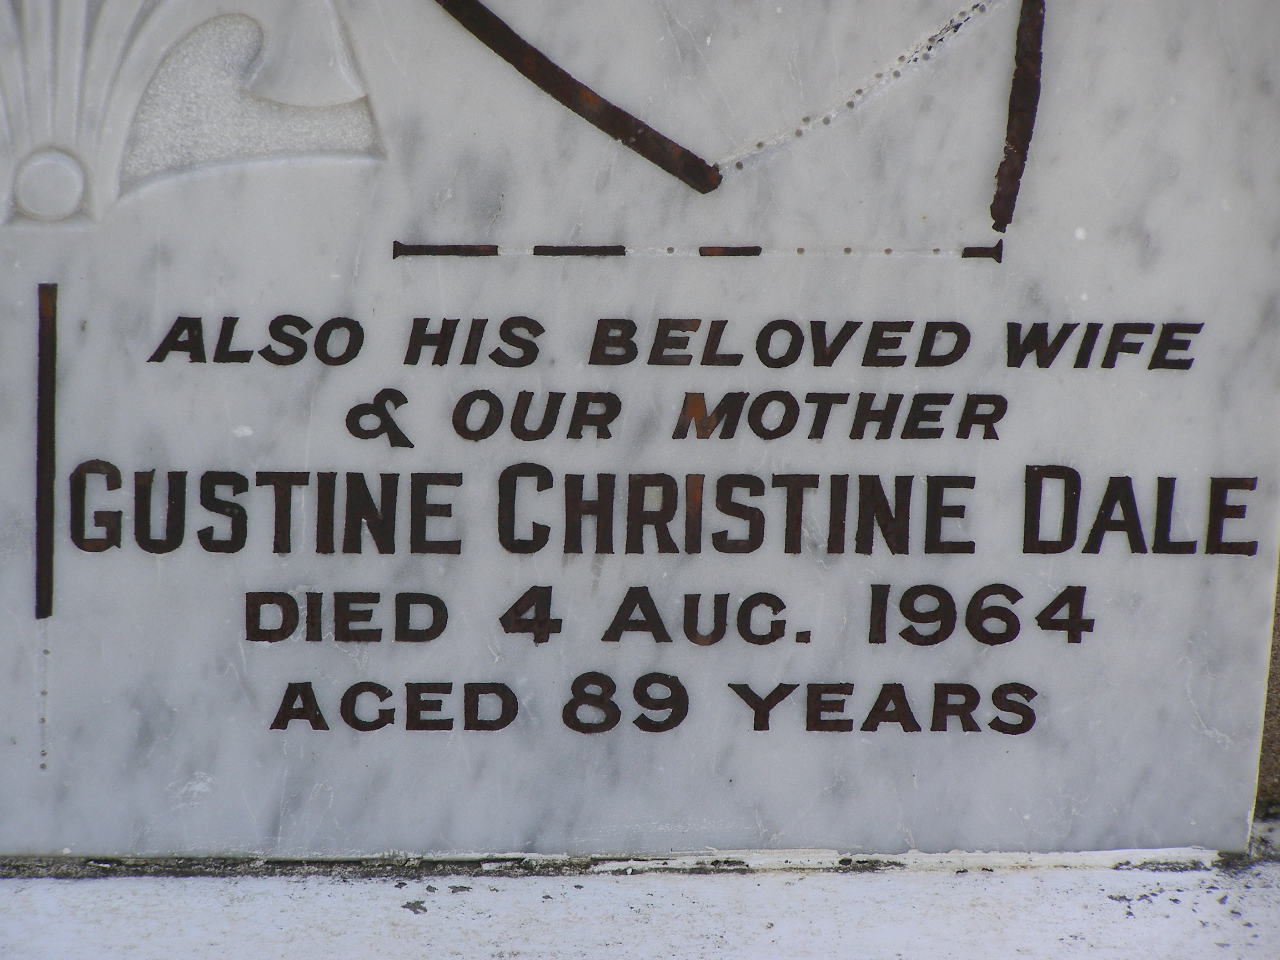 ALSO HIS BELOVED WIFE
& OUR MOTHER
GUSTINE CHRISTINE DALE
DIED 4 AUG. 1964
AGED 89 YEARS